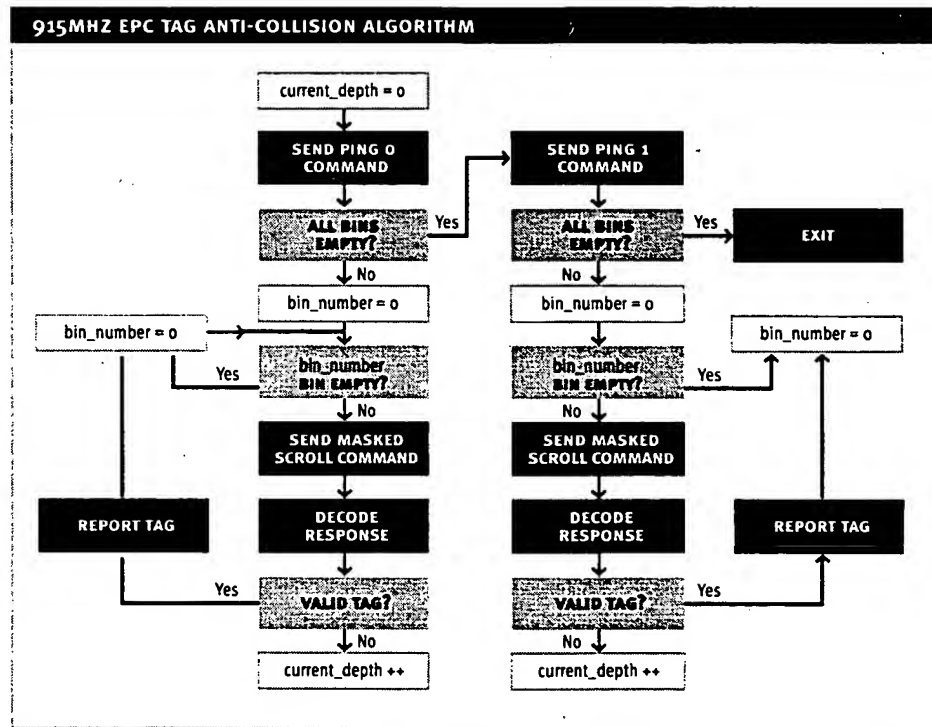 915MHZ EPC TAG ANTI-COLLISION ALGORITHM
current_depth = 0
SEND PING 0
COMMAND
ALL BINS
EMPTY?
Yes
No
bin_number = 0
bin_number = 0
bin_number
BIN EMPTY?
Yes
No
SEND MASKED
SCROLL COMMAND
DECODE
RESPONSE
REPORT TAG
VALID TAG?
Yes
No
current_depth ++
SEND PING 1
COMMAND
ALL BINS
EMPTY?
Yes
EXIT
No
bin_number = 0
bin_number = 0
bin_number
BIN EMPTY?
Yes
No
SEND MASKED
SCROLL COMMAND
DECODE
RESPONSE
REPORT TAG
VALID TAG?
Yes
No
current_depth ++